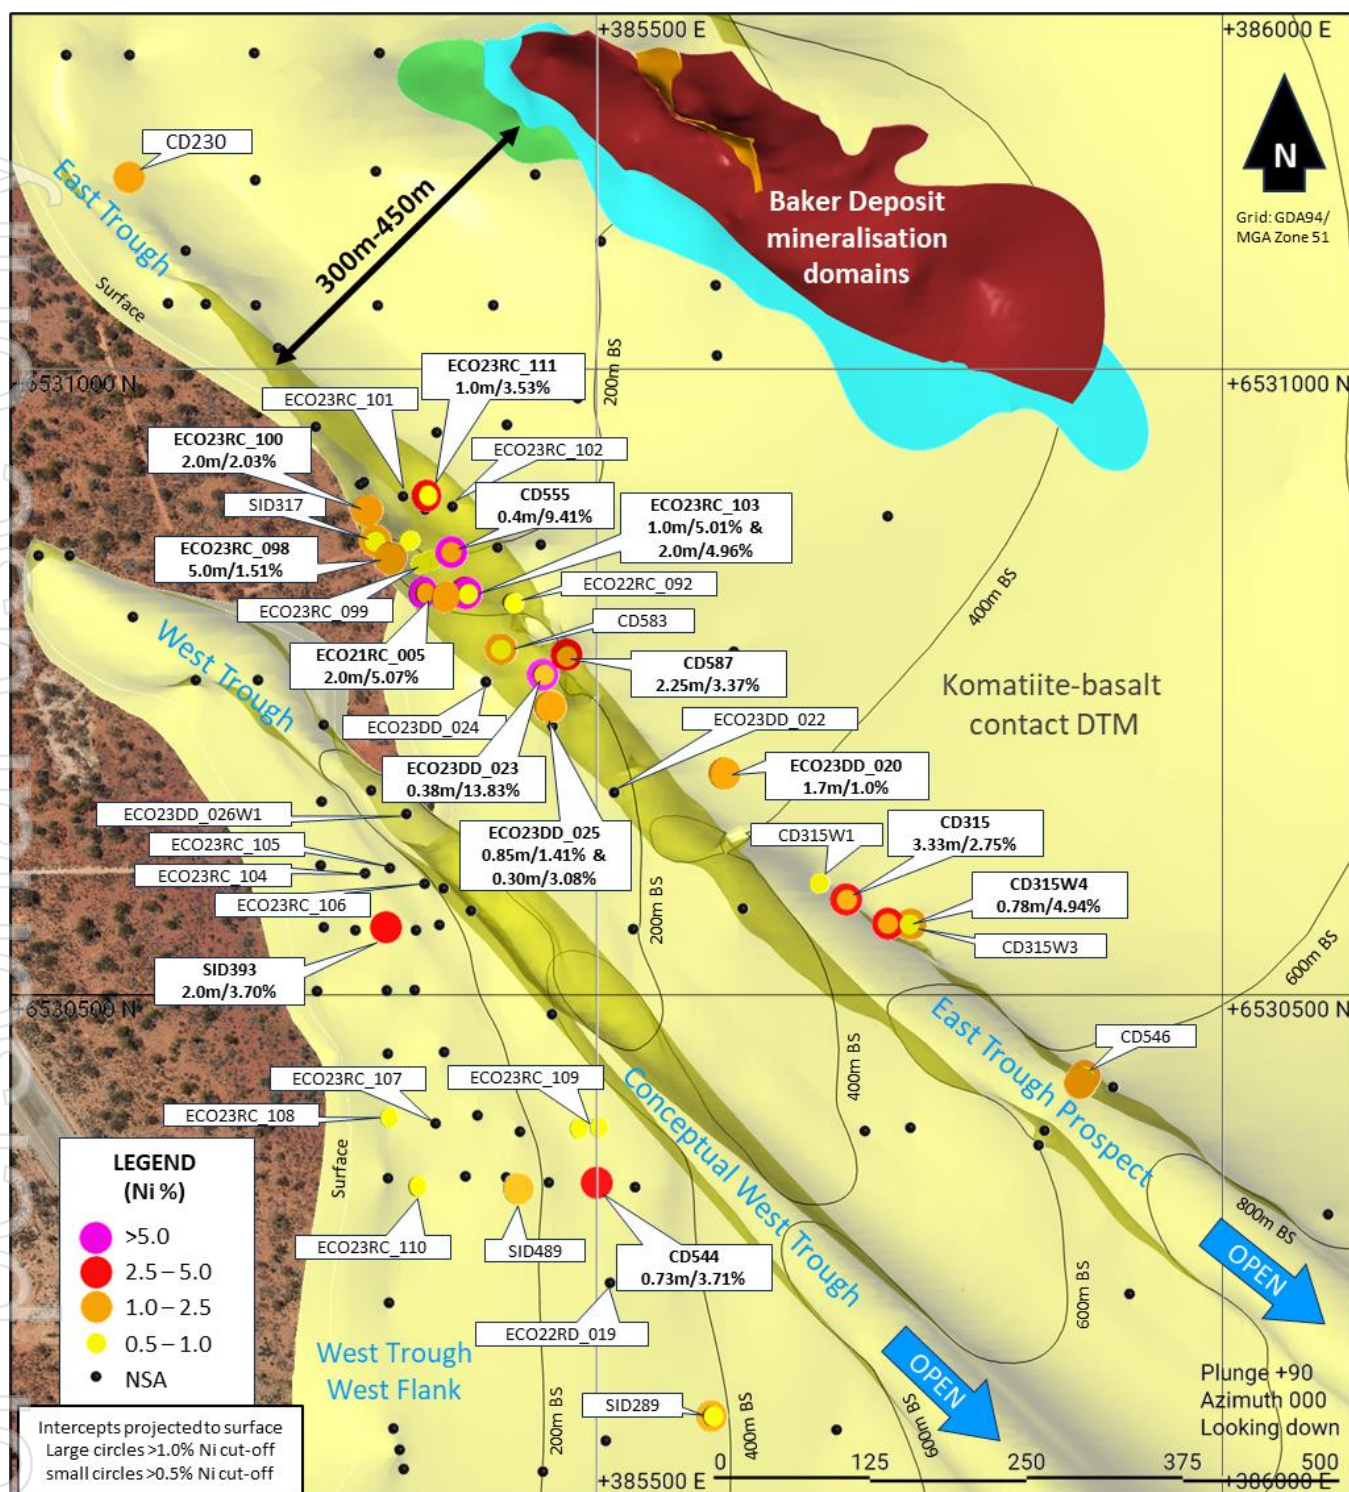 +385500 E
+386000 E
CD230
East Trough
300m-450m
Baker Deposit
mineralisation
domains
N
Grid: GDA94/
MGA Zone 51
Surface
200m BS
+6531000 N
+6531000 N
ECO23RC_111
1.0m/3.53%
ECO23RC_101
ECO23RC_100
2.0m/2.03%
ECO23RC_102
SID317
CD555
0.4m/9.41%
ECO23RC_103
1.0m/5.01% &
2.0m/4.96%
ECO23RC_098
5.0m/1.51%
ECO23RC_099
ECO22RC_092
400m BS
CD583
West Trough
ECO21RC_005
2.0m/5.07%
CD587
2.25m/3.37%
Komatiite-basalt
contact DTM
ECO23DD_024
ECO23DD_022
ECO23DD_023
0.38m/13.83%
ECO23DD_020
1.7m/1.0%
ECO23DD_026W1
ECO23DD_025
0.85m/1.41% &
0.30m/3.08%
CD315W1
CD315
3.33m/2.75%
ECO23RC_105
ECO23RC_104
CD315W4
0.78m/4.94%
ECO23RC_106
200m BS
CD315W3
600m BS
SID393
2.0m/3.70%
+6530500 N
+6530500 N
East Trough Prospect
CD546
400m BS
ECO23RC_107
ECO23RC_109
ECO23RC_108
Conceptual West Trough
Surface
LEGEND
(Ni %)
>5.0
2.5 – 5.0
1.0 – 2.5
0.5 – 1.0
NSA
800m BS
ECO23RC_110
SID489
CD544
0.73m/3.71%
OPEN
600m BS
ECO22RD_019
West Trough
West Flank
OPEN
Plunge +90
Azimuth 000
Looking down
SID289
200m BS
400m BS
600m BS
Intercepts projected to surface
Large circles >1.0% Ni cut-off
small circles >0.5% Ni cut-off
0 125 250 375 500
+385500 E
+386000 E